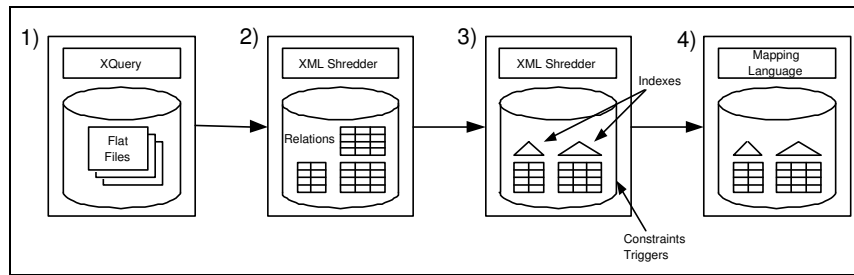 1)
XQuery
Flat
Files
2)
XML Shredder
Relations
3)
XML Shredder
Indexes
Constraints
Triggers
4)
Mapping
Language